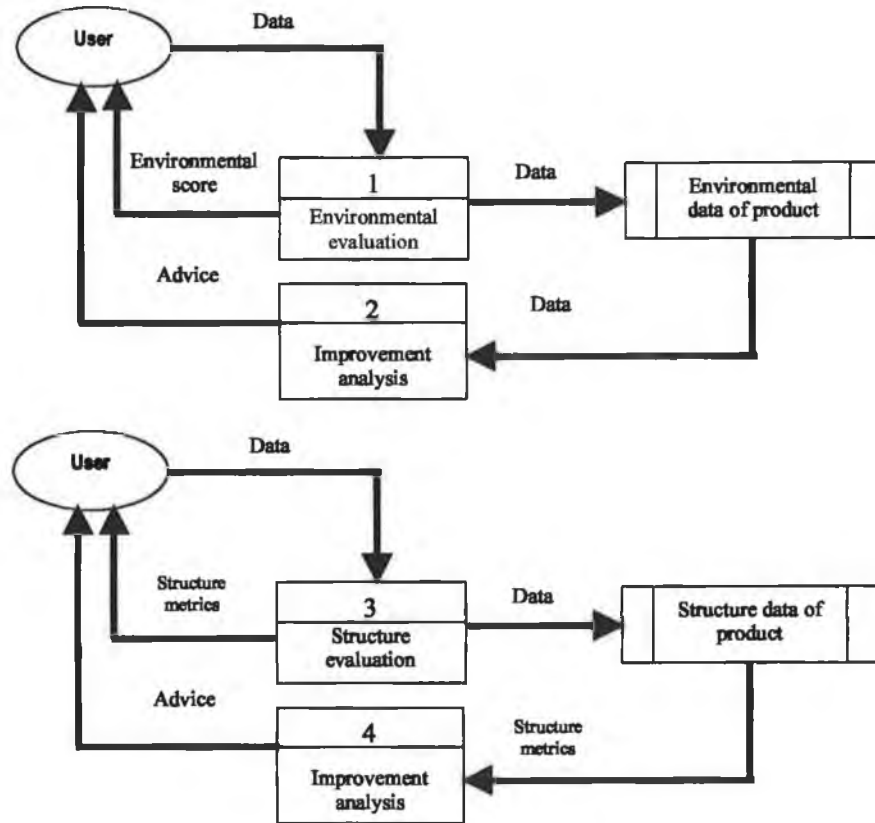 User
Data
Environmental
score
1
Environmental
evaluation
Data
Environmental
data of product
Advice
2
Improvement
analysis
Data
User
Data
Structure
metrics
3
Structure
evaluation
Data
Structure data of
product
Advice
4
Improvement
analysis
Structure
metrics